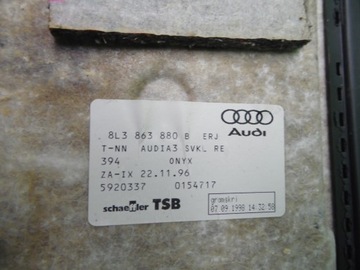 8L3 863 880 B ERJ
Audi
T-NN AUDIA3 SVKL RE
394 ONYX
ZA-IX 22.11.96
5920337 0154717
schaeffler TSB
07.09.1998 14:32:58